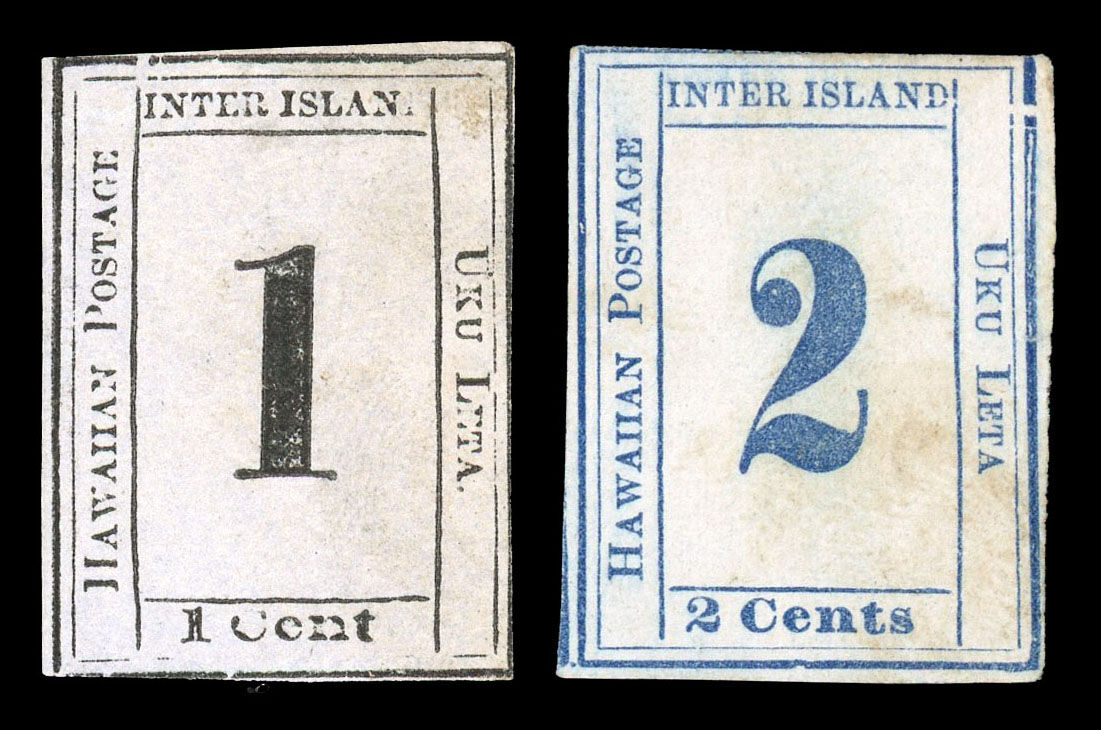 INTER ISLAN
HAWAIIAN POSTAGE
1
UKU LETA.
1 Cent
INTER ISLAND
HAWAIIAN POSTAGE
2
UKU LETA
2 Cents